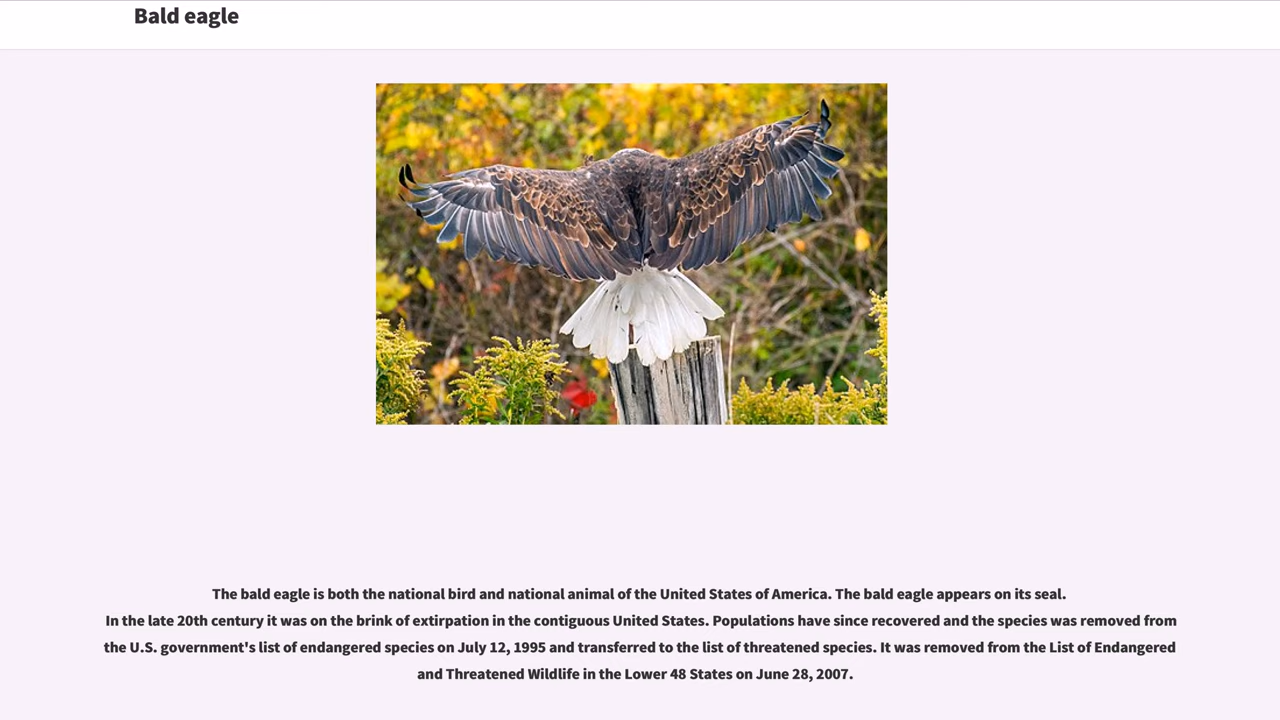 Bald eagle
The bald eagle is both the national bird and national animal of the United States of America. The bald eagle appears on its seal.
In the late 20th century it was on the brink of extirpation in the contiguous United States. Populations have since recovered and the species was removed from
the U.S. government's list of endangered species on July 12, 1995 and transferred to the list of threatened species. It was removed from the List of Endangered
and Threatened Wildlife in the Lower 48 States on June 28, 2007.